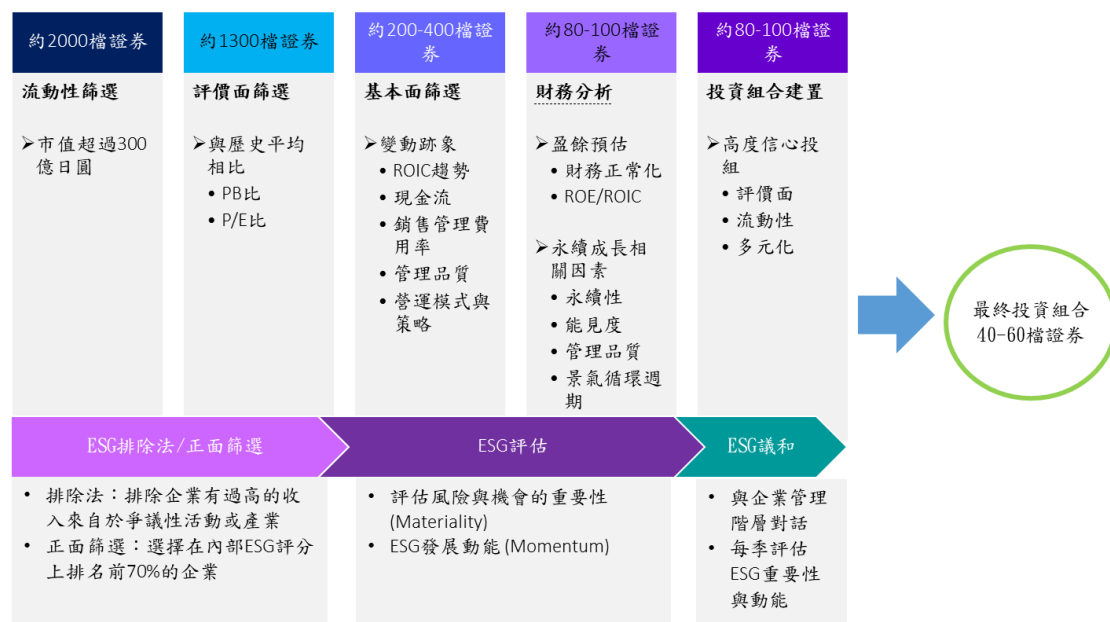 約2000檔證券
流動性篩選
➢市值超過300
億日圓
約1300檔證券
評價面篩選
➢與歷史平均
相比
• PB比
• P/E比
約200-400檔證
券
基本面篩選
➢變動跡象
• ROIC趨勢
• 現金流
• 銷售管理費
用率
• 管理品質
• 營運模式與
策略
約80-100檔證
券
財務分析
➢盈餘預估
• 財務正常化
• ROE/ROIC
➢永續成長相
關因素
• 永續性
• 能見度
• 管理品質
• 景氣循環週
期
約80-100檔證
券
投資組合建置
➢高度信心投
組
• 評價面
• 流動性
• 多元化
最終投資組合
40-60檔證券
ESG排除法/正面篩選
• 排除法：排除企業有過高的收
入來自於爭議性活動或產業
• 正面篩選：選擇在內部ESG評分
上排名前70%的企業
ESG評估
• 評估風險與機會的重要性
(Materiality)
• ESG發展動能 (Momentum)
ESG議和
• 與企業管理
階層對話
• 每季評估
ESG重要性
與動能